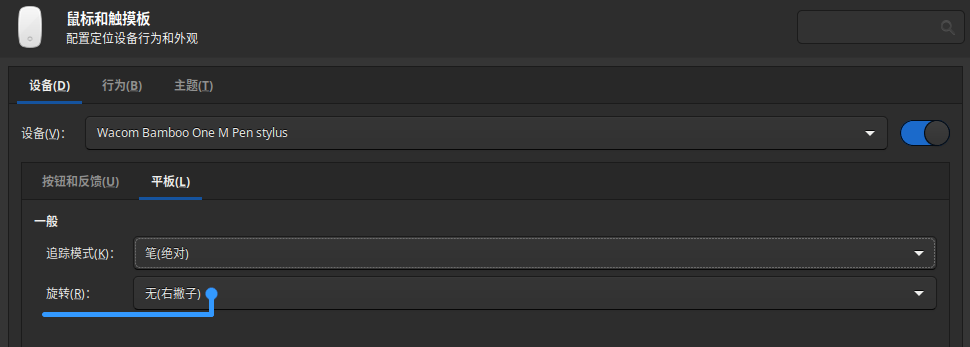 鼠标和触摸板
配置定位设备行为和外观
设备(D) 行为(B) 主题(T)
设备(V): Wacom Bamboo One M Pen stylus
按钮和反馈(U) 平板(L)
一般
追踪模式(K): 笔(绝对)
旋转(R): 无(右撇子)